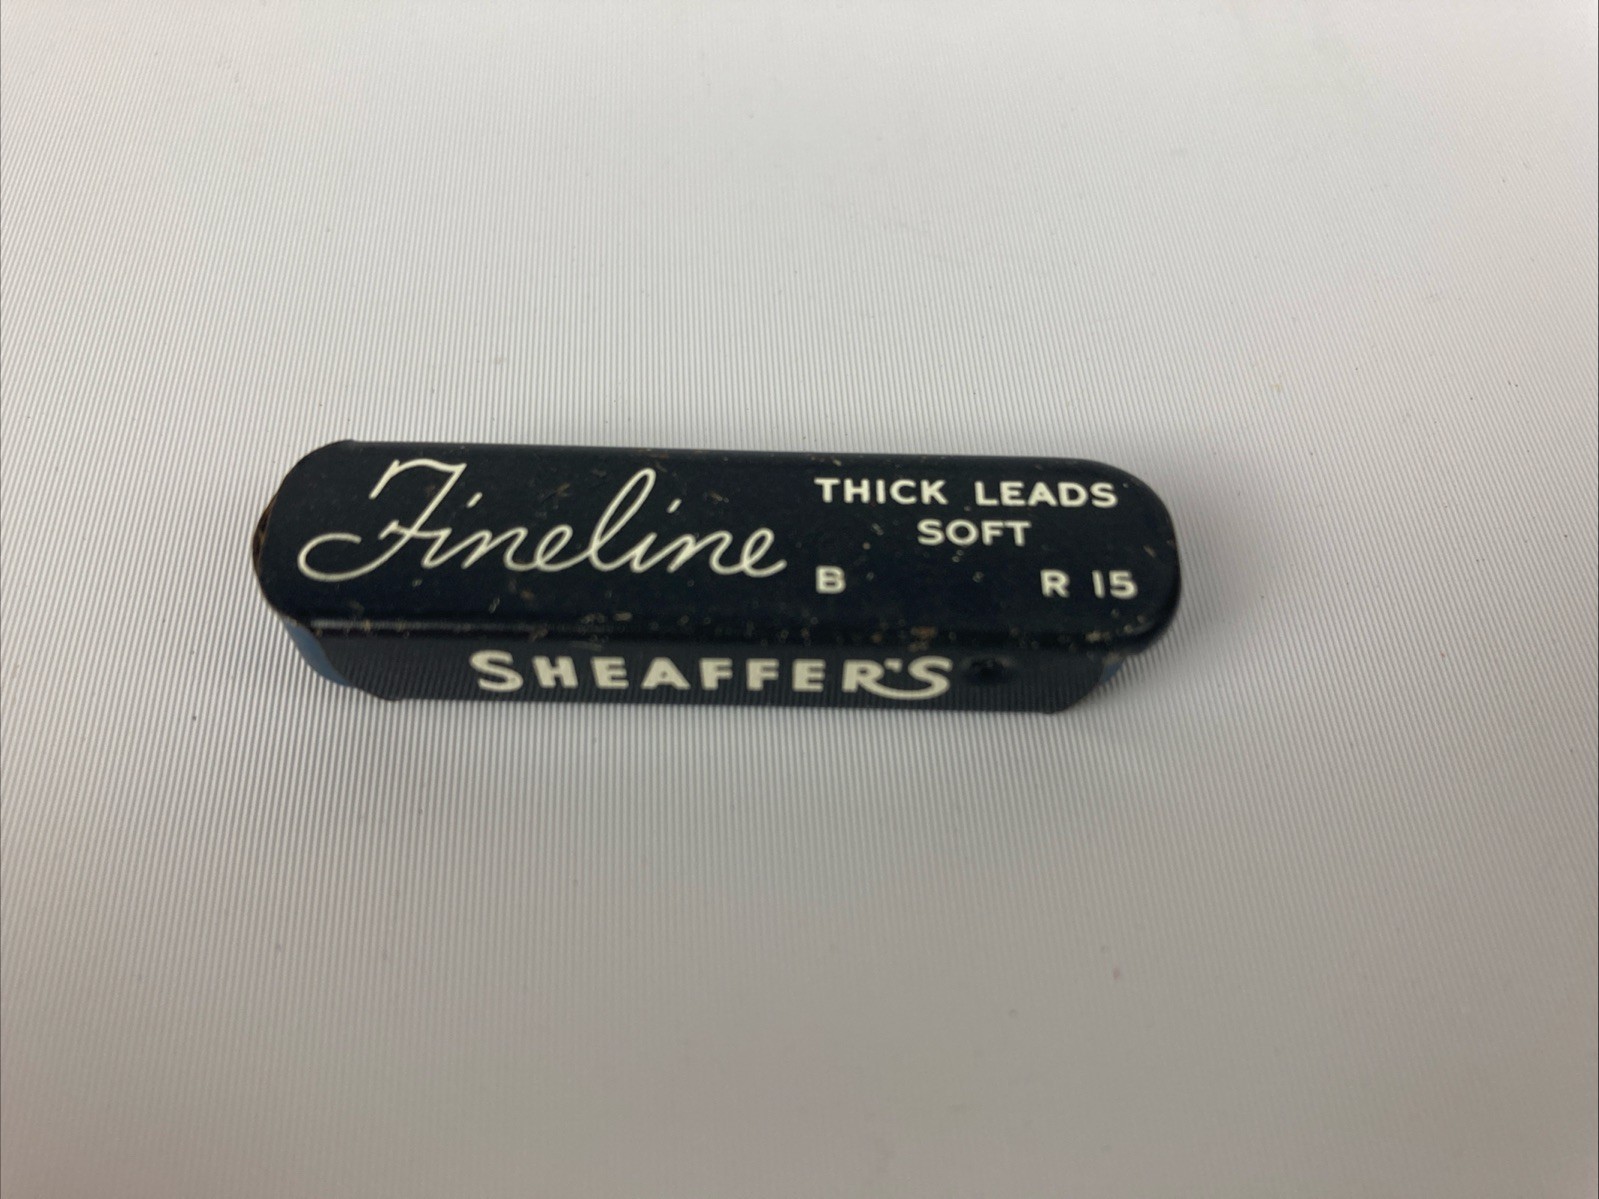 Fineline
THICK LEADS
SOFT
B R 15
SHEAFFER'S